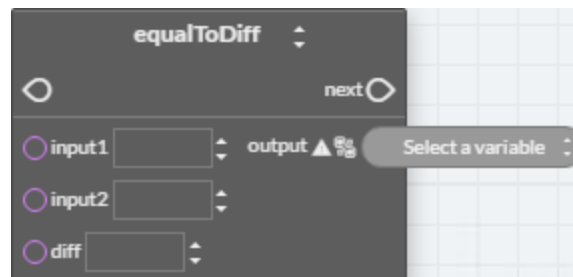 equalToDiff
next
input1 output Select a variable
input2
diff